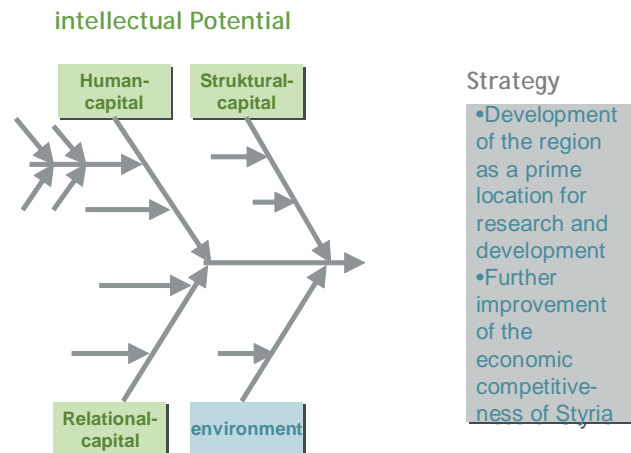 intellectual Potential
Human-
capital
Struktural-
capital
Relational-
capital
environment
Strategy
•Development
of the region
as a prime
location for
research and
development
•Further
improvement
of the
economic
competitive-
ness of Styria